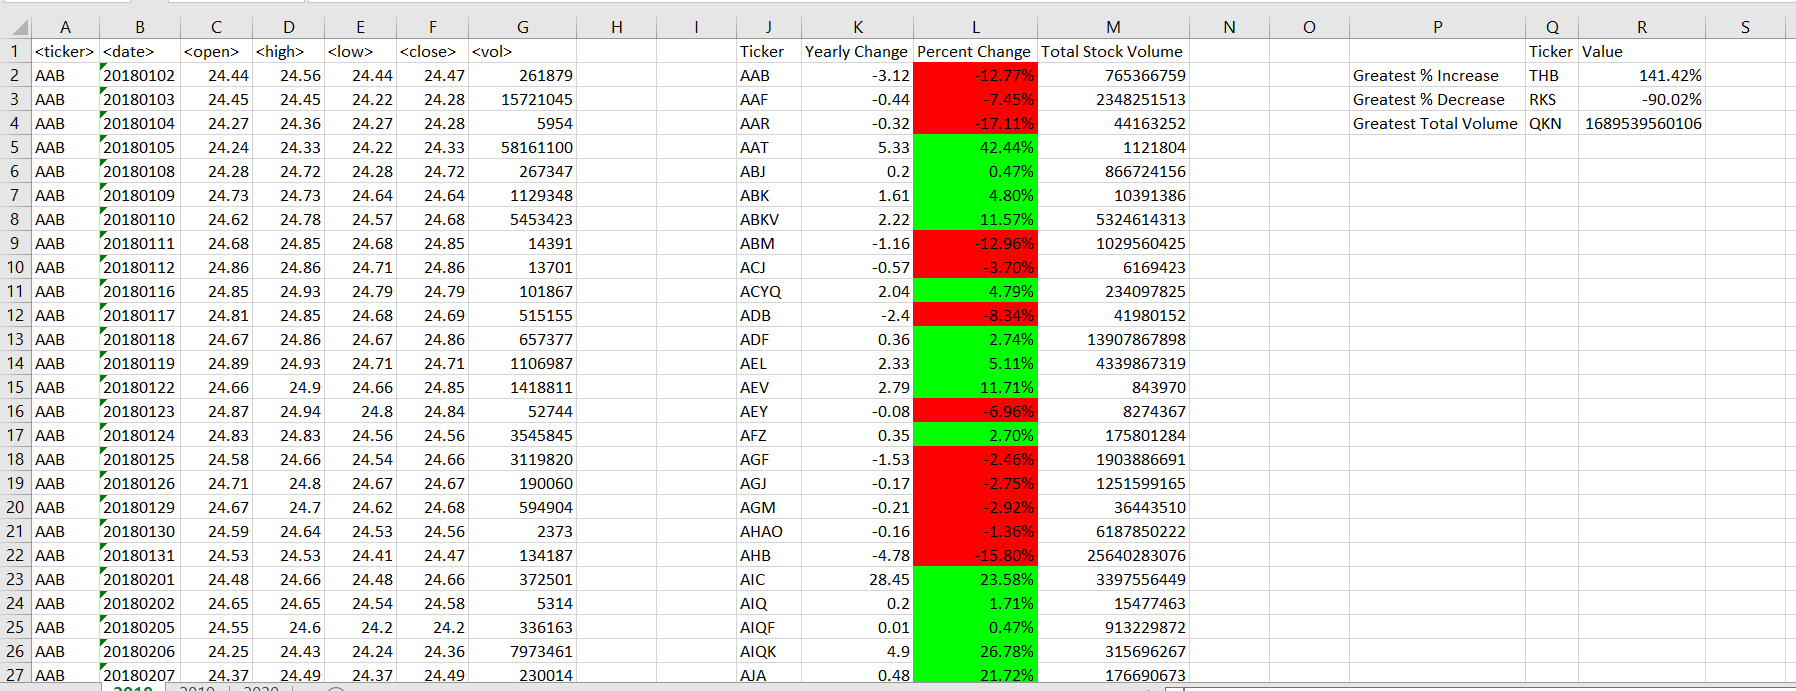 A B C D E F G H I J K L M N O P Q R S
1 <ticker> <date> <open> <high> <low> <close> <vol> Ticker Yearly Change Percent Change Total Stock Volume Ticker Value
2 AAB 20180102 24.44 24.56 24.44 24.47 261879 AAB -3.12 -12.77% 765366759 Greatest % Increase THB 141.42%
3 AAB 20180103 24.45 24.45 24.22 24.28 15721045 AAF -0.44 -7.45% 2348251513 Greatest % Decrease RKS -90.02%
4 AAB 20180104 24.27 24.36 24.27 24.28 5954 AAR -0.32 -17.11% 44163252 Greatest Total Volume QKN 1689539560106
5 AAB 20180105 24.24 24.33 24.22 24.33 58161100 AAT 5.33 42.44% 1121804
6 AAB 20180108 24.28 24.72 24.28 24.72 267347 ABJ 0.2 0.47% 866724156
7 AAB 20180109 24.73 24.73 24.64 24.64 1129348 ABK 1.61 4.80% 10391386
8 AAB 20180110 24.62 24.78 24.57 24.68 5453423 ABKV 2.22 11.57% 5324614313
9 AAB 20180111 24.68 24.85 24.68 24.85 14391 ABM -1.16 -12.96% 1029560425
10 AAB 20180112 24.86 24.86 24.71 24.86 13701 ACJ -0.57 -3.70% 6169423
11 AAB 20180116 24.85 24.93 24.79 24.79 101867 ACYQ 2.04 4.79% 234097825
12 AAB 20180117 24.81 24.85 24.68 24.69 515155 ADB -2.4 -8.34% 41980152
13 AAB 20180118 24.67 24.86 24.67 24.86 657377 ADF 0.36 2.74% 13907867898
14 AAB 20180119 24.89 24.93 24.71 24.71 1106987 AEL 2.33 5.11% 4339867319
15 AAB 20180122 24.66 24.9 24.66 24.85 1418811 AEV 2.79 11.71% 843970
16 AAB 20180123 24.87 24.94 24.8 24.84 52744 AEY -0.08 -6.96% 8274367
17 AAB 20180124 24.83 24.83 24.56 24.56 3545845 AFZ 0.35 2.70% 175801284
18 AAB 20180125 24.58 24.66 24.54 24.66 3119820 AGF -1.53 -2.46% 1903886691
19 AAB 20180126 24.71 24.8 24.67 24.67 190060 AGJ -0.17 -2.75% 1251599165
20 AAB 20180129 24.67 24.7 24.62 24.68 594904 AGM -0.21 -2.92% 36443510
21 AAB 20180130 24.59 24.64 24.53 24.56 2373 AHAO -0.16 -1.36% 6187850222
22 AAB 20180131 24.53 24.53 24.41 24.47 134187 AHB -4.78 -15.80% 25640283076
23 AAB 20180201 24.48 24.66 24.48 24.66 372501 AIC 28.45 23.58% 3397556449
24 AAB 20180202 24.65 24.65 24.54 24.58 5314 AIQ 0.2 1.71% 15477463
25 AAB 20180205 24.55 24.6 24.2 24.2 336163 AIQF 0.01 0.47% 913229872
26 AAB 20180206 24.25 24.43 24.24 24.36 7973461 AIQK 4.9 26.78% 315696267
27 AAB 20180207 24.37 24.49 24.37 24.49 230014 AJA 0.48 21.72% 176690673
2018 2019 2020